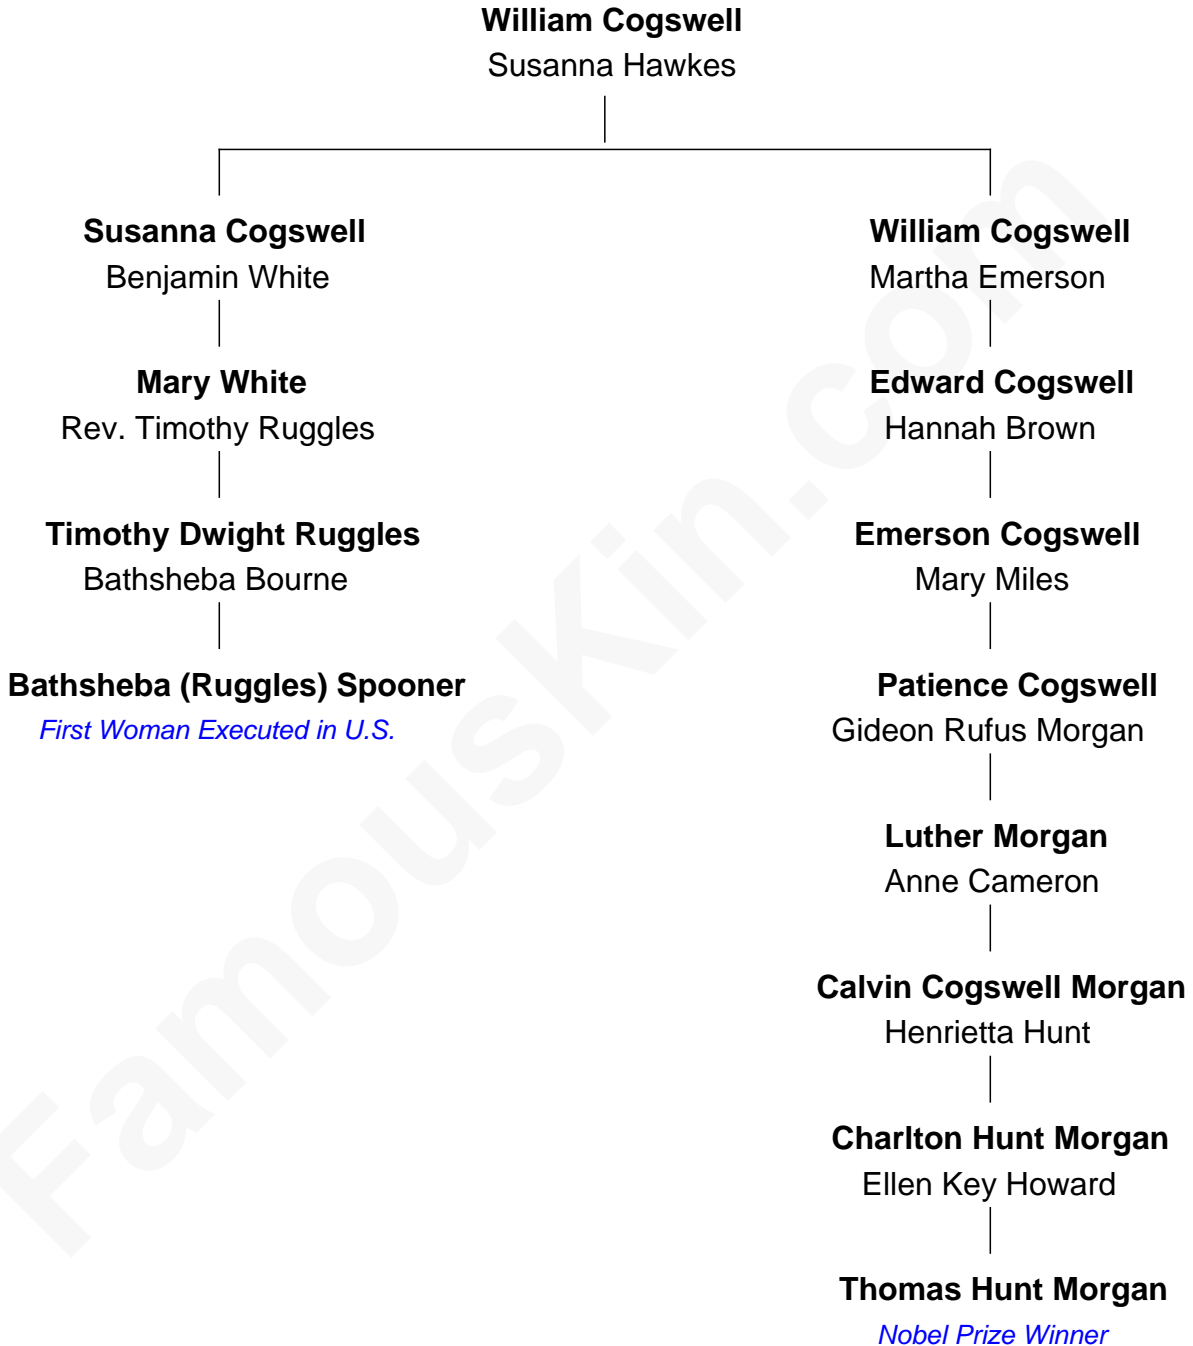 William Cogswell
Susanna Hawkes
Susanna Cogswell
Benjamin White
Mary White
Rev. Timothy Ruggles
Timothy Dwight Ruggles
Bathsheba Bourne
Bathsheba (Ruggles) Spooner
First Woman Executed in U.S.
William Cogswell
Martha Emerson
Edward Cogswell
Hannah Brown
Emerson Cogswell
Mary Miles
Patience Cogswell
Gideon Rufus Morgan
Luther Morgan
Anne Cameron
Calvin Cogswell Morgan
Henrietta Hunt
Charlton Hunt Morgan
Ellen Key Howard
Thomas Hunt Morgan
Nobel Prize Winner
FamousKin.com